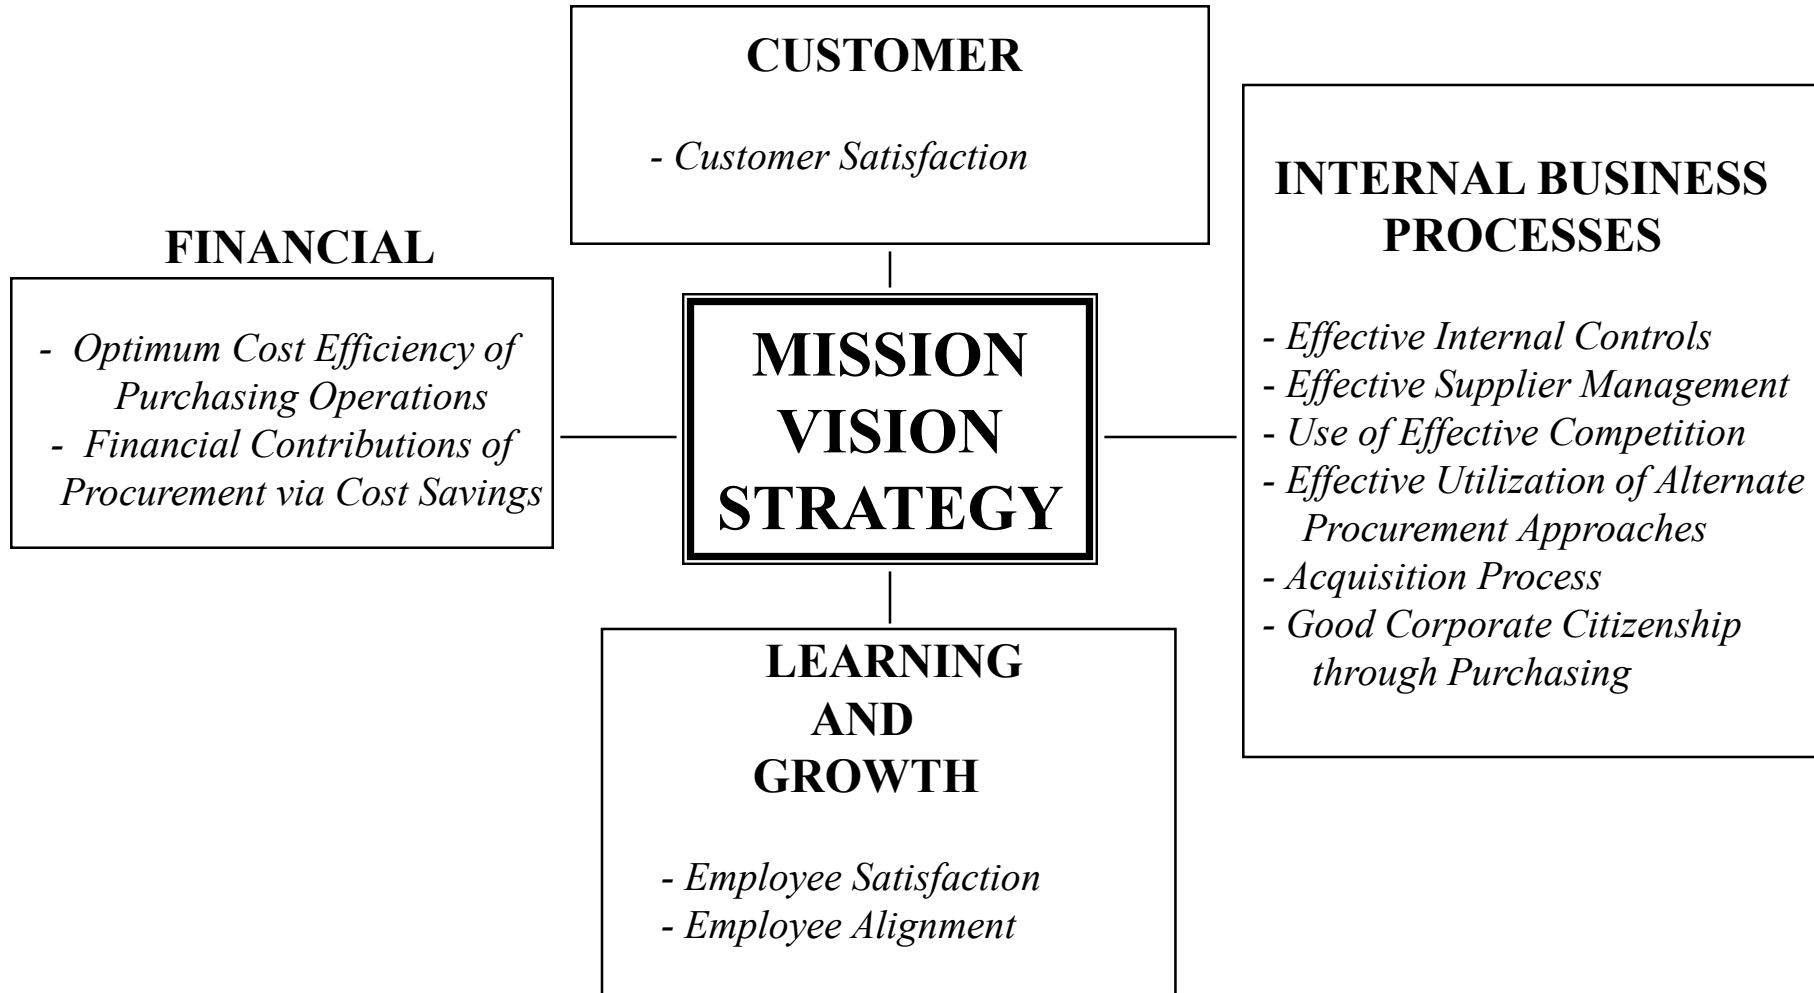 CUSTOMER
- Customer Satisfaction
FINANCIAL
- Optimum Cost Efficiency of
Purchasing Operations
- Financial Contributions of
Procurement via Cost Savings
MISSION
VISION
STRATEGY
INTERNAL BUSINESS
PROCESSES
- Effective Internal Controls
- Effective Supplier Management
- Use of Effective Competition
- Effective Utilization of Alternate
Procurement Approaches
- Acquisition Process
- Good Corporate Citizenship
through Purchasing
LEARNING
AND
GROWTH
- Employee Satisfaction
- Employee Alignment